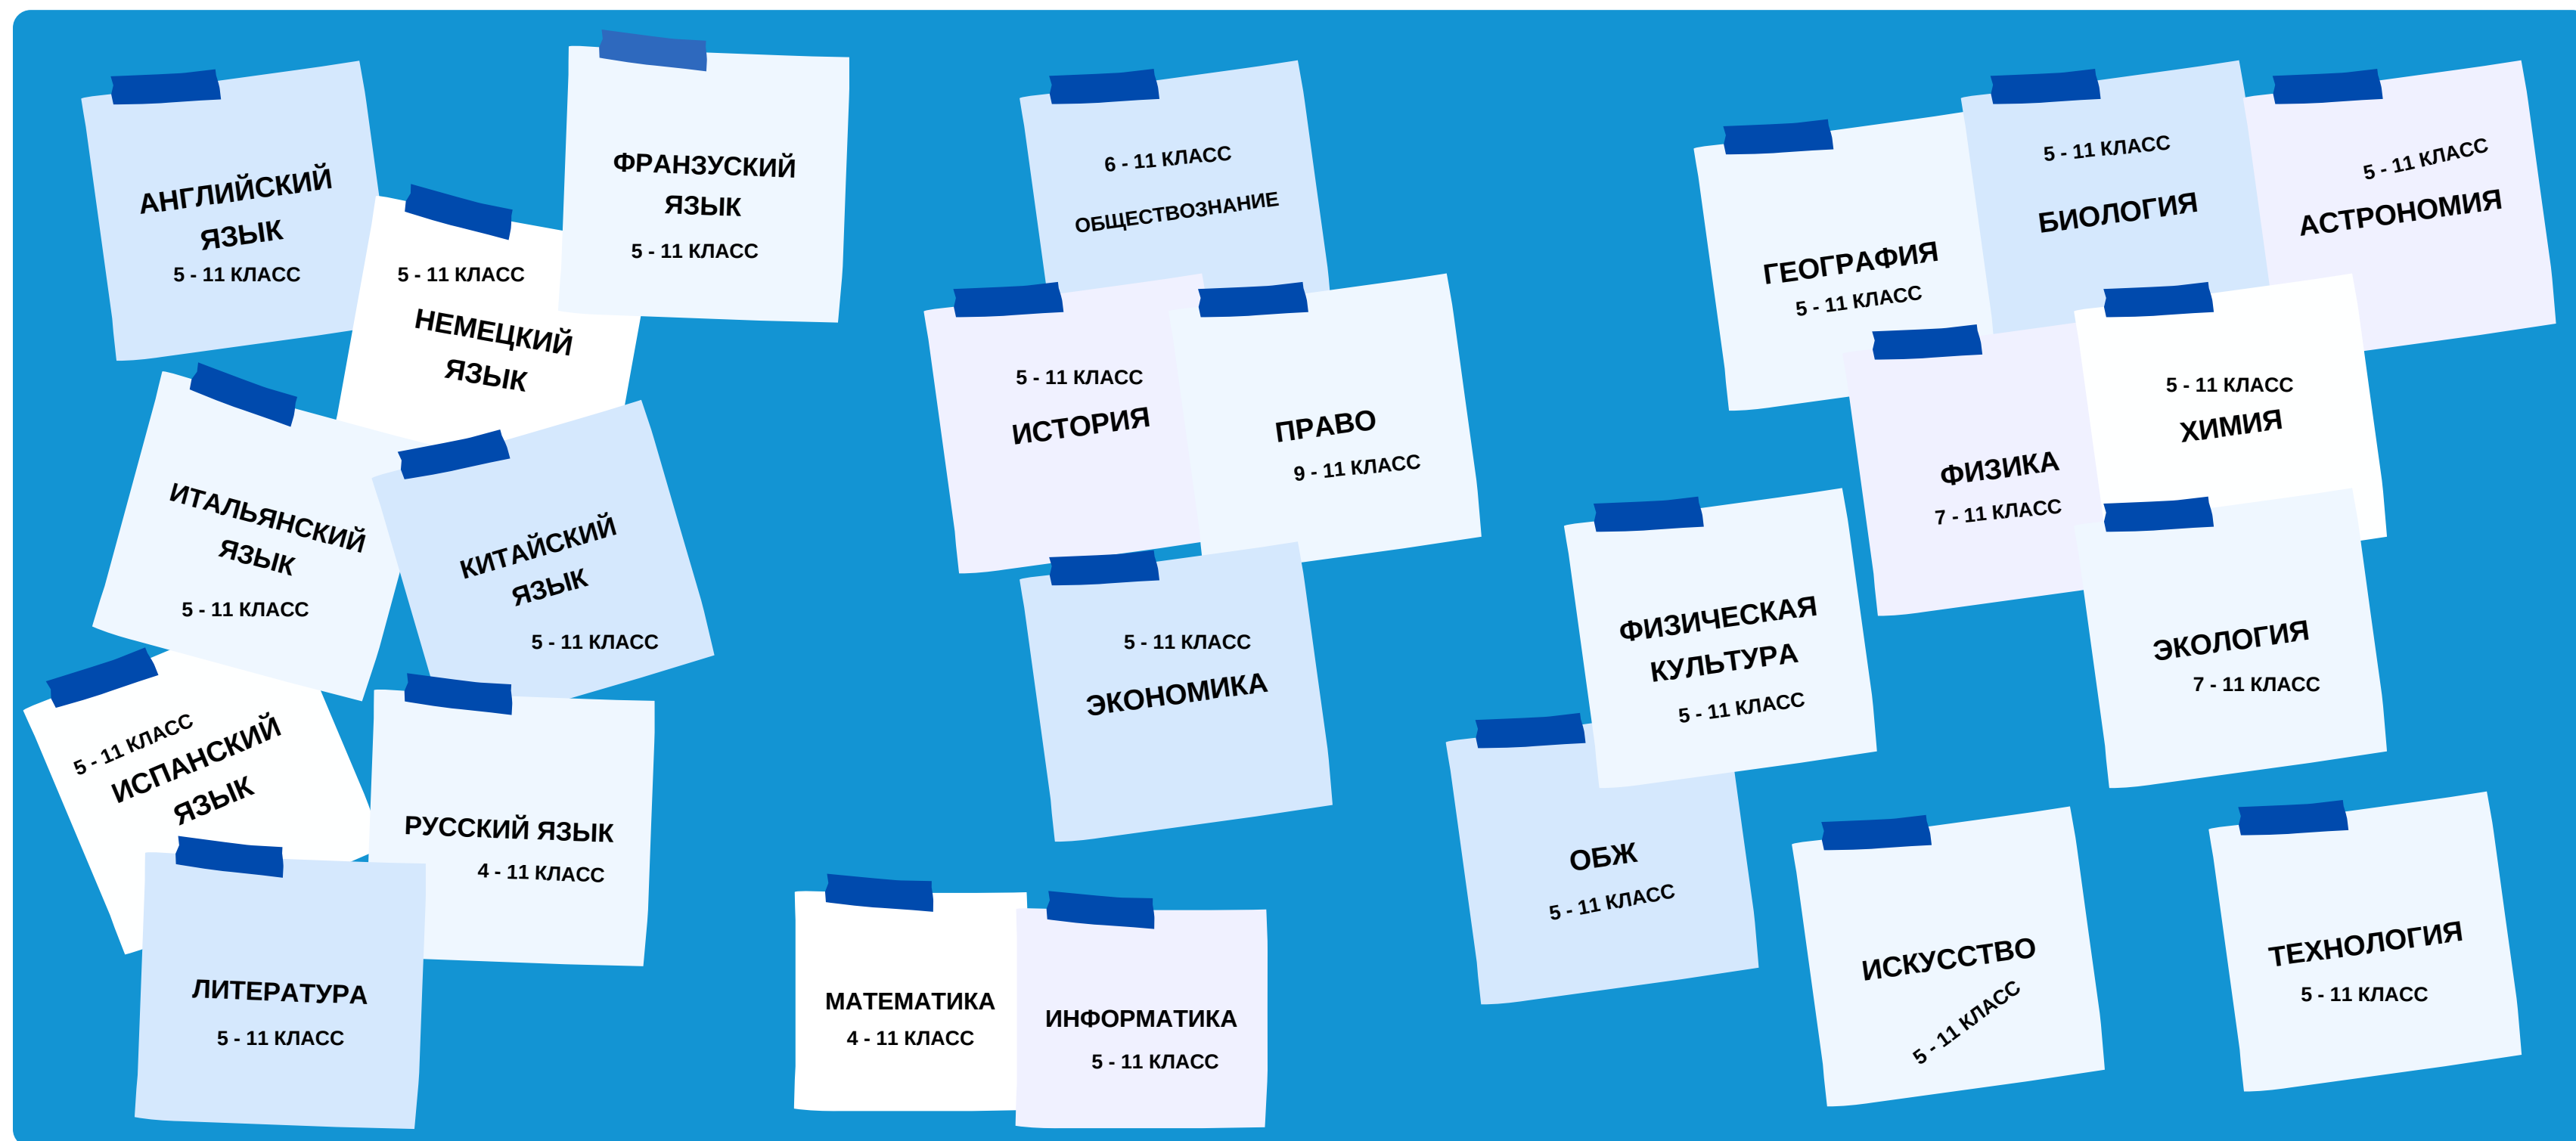 АНГЛИЙСКИЙ
ЯЗЫК
5 - 11 КЛАСС
ФРАНЗУСКИЙ
ЯЗЫК
5 - 11 КЛАСС
5 - 11 КЛАСС
НЕМЕЦКИЙ
ЯЗЫК
ИТАЛЬЯНСКИЙ
ЯЗЫК
5 - 11 КЛАСС
КИТАЙСКИЙ
ЯЗЫК
5 - 11 КЛАСС
5 - 11 КЛАСС
ИСПАНСКИЙ
ЯЗЫК
РУССКИЙ ЯЗЫК
4 - 11 КЛАСС
ЛИТЕРАТУРА
5 - 11 КЛАСС
6 - 11 КЛАСС
ОБЩЕСТВОЗНАНИЕ
5 - 11 КЛАСС
ИСТОРИЯ
ПРАВО
9 - 11 КЛАСС
5 - 11 КЛАСС
ЭКОНОМИКА
МАТЕМАТИКА
4 - 11 КЛАСС
ИНФОРМАТИКА
5 - 11 КЛАСС
ГЕОГРАФИЯ
5 - 11 КЛАСС
5 - 11 КЛАСС
БИОЛОГИЯ
5 - 11 КЛАСС
АСТРОНОМИЯ
ФИЗИКА
7 - 11 КЛАСС
5 - 11 КЛАСС
ХИМИЯ
ФИЗИЧЕСКАЯ
КУЛЬТУРА
5 - 11 КЛАСС
ЭКОЛОГИЯ
7 - 11 КЛАСС
ОБЖ
5 - 11 КЛАСС
ИСКУССТВО
5 - 11 КЛАСС
ТЕХНОЛОГИЯ
5 - 11 КЛАСС